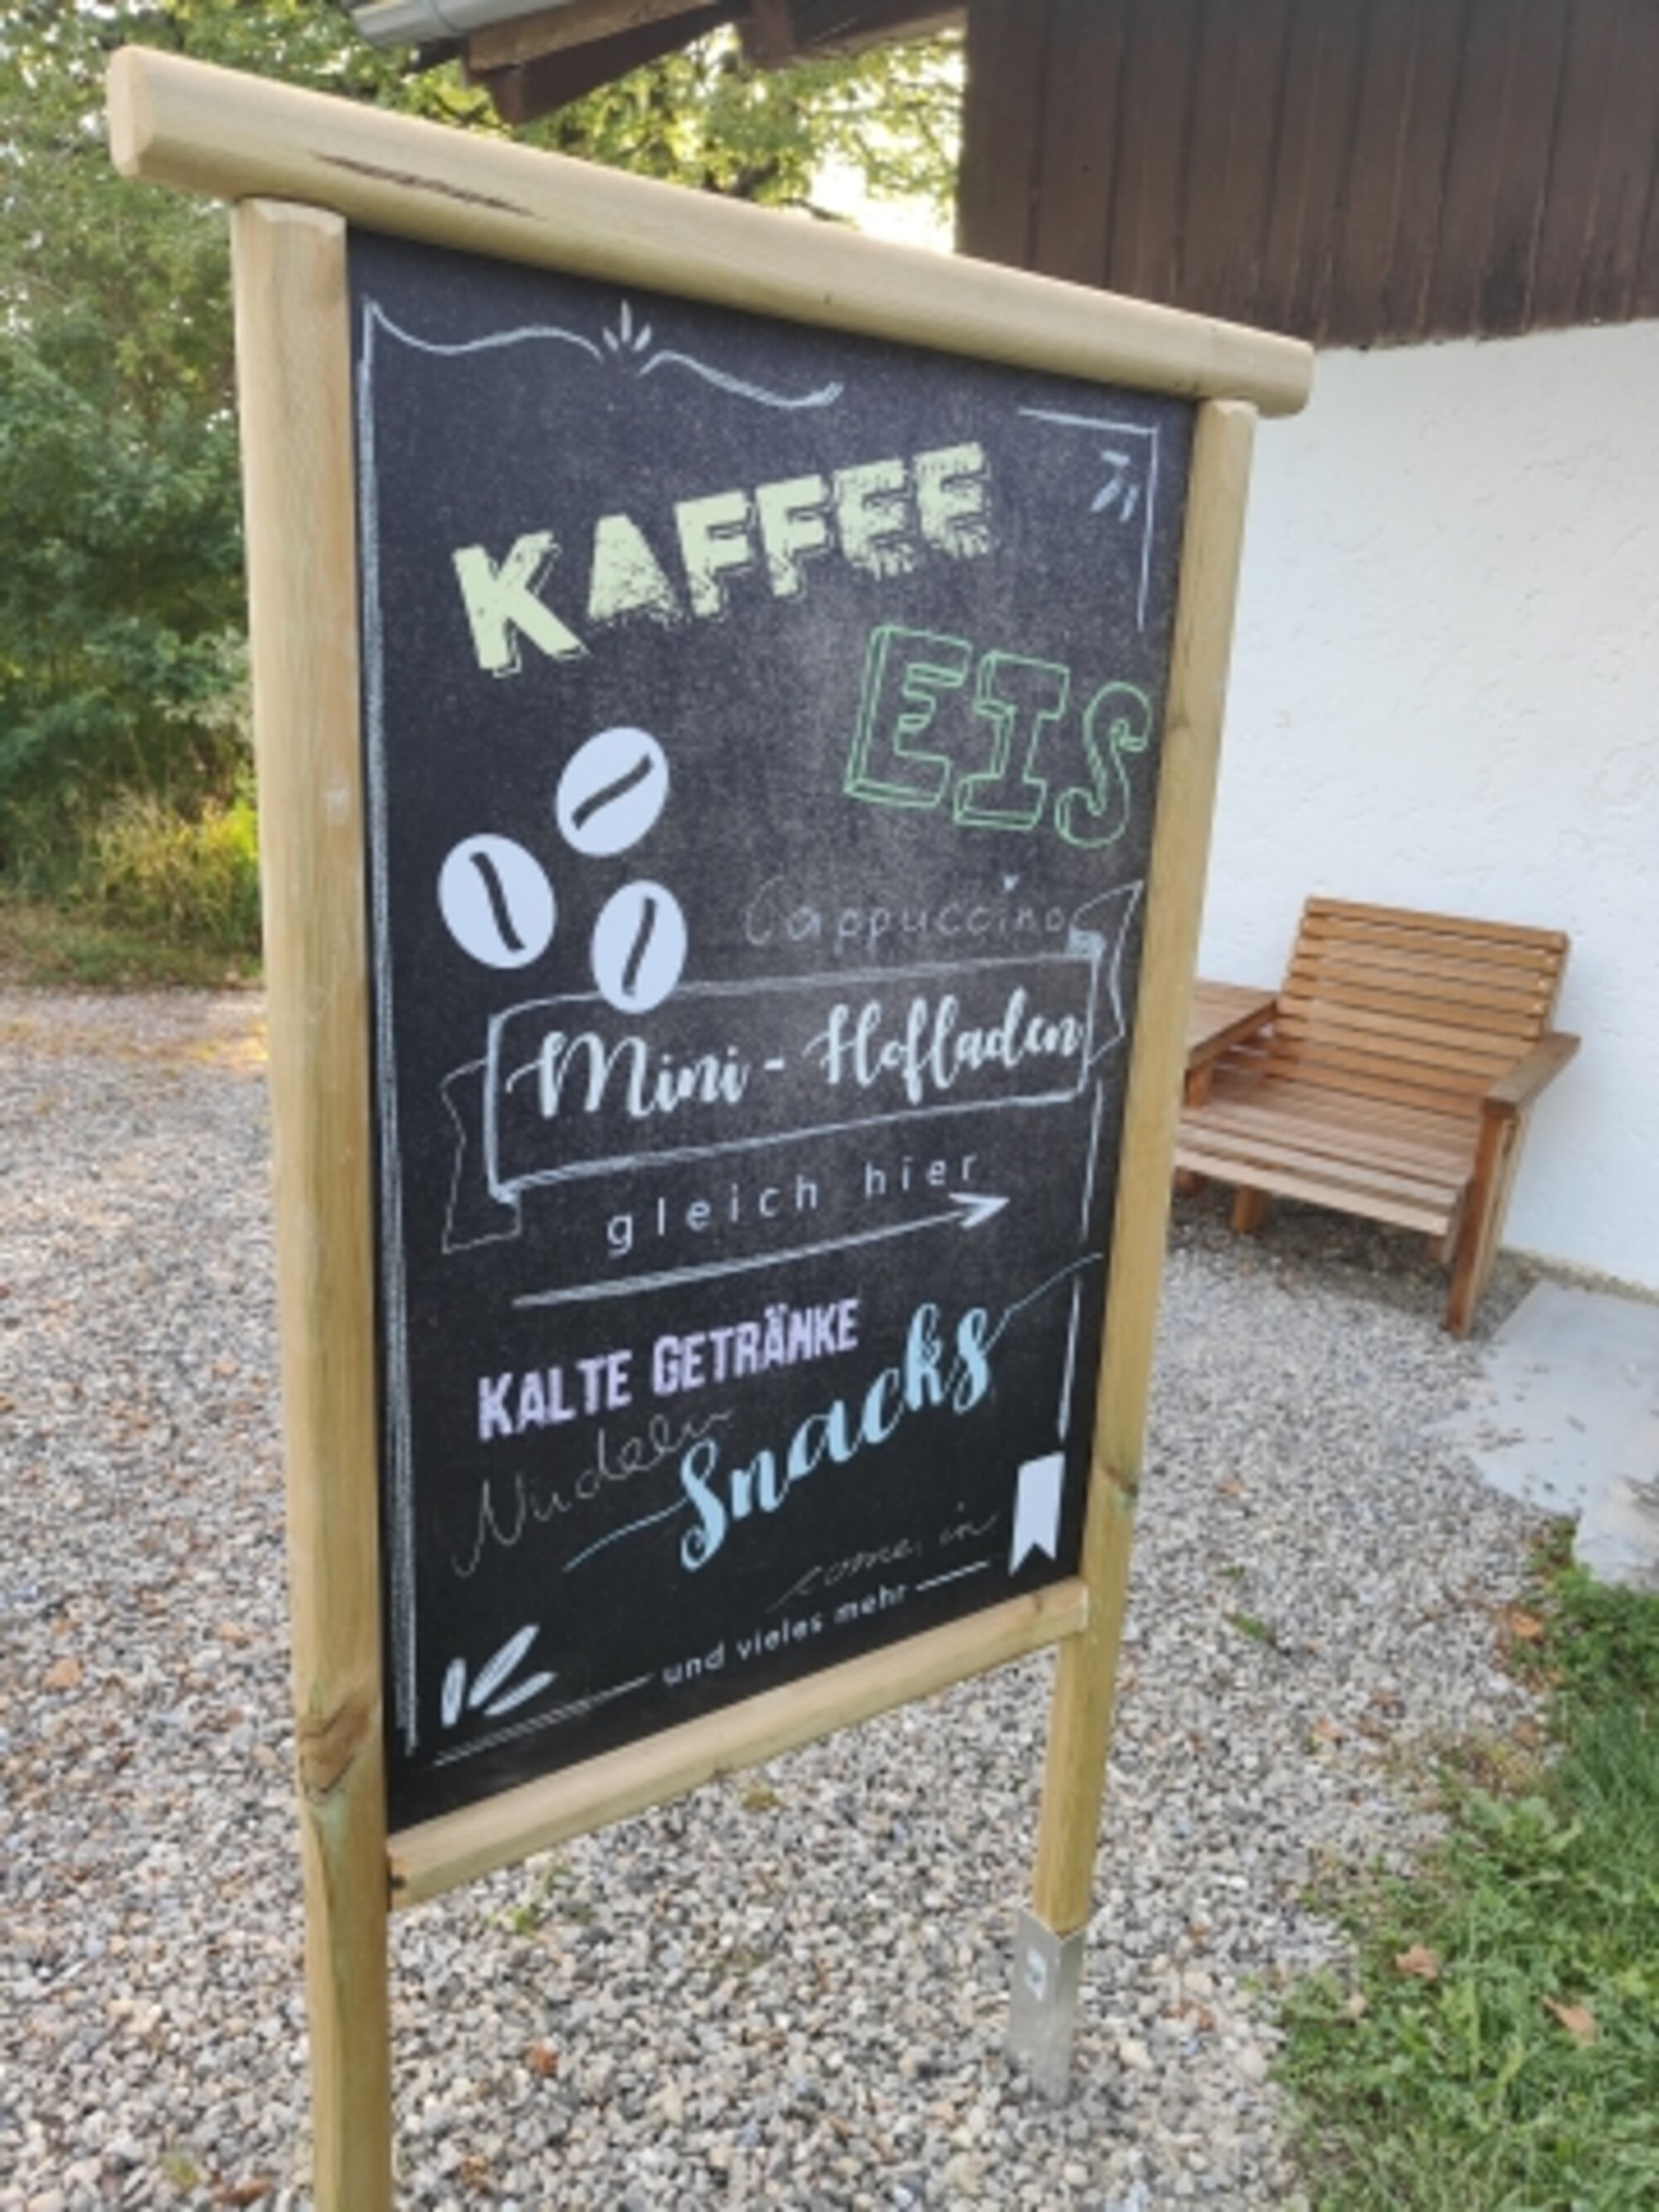 KAFFEE
EIS
Cappuccino
Mini - Hofladen
gleich hier
KALTE GETRÄNKE
Nudeln
Snacks
come in
und vieles mehr